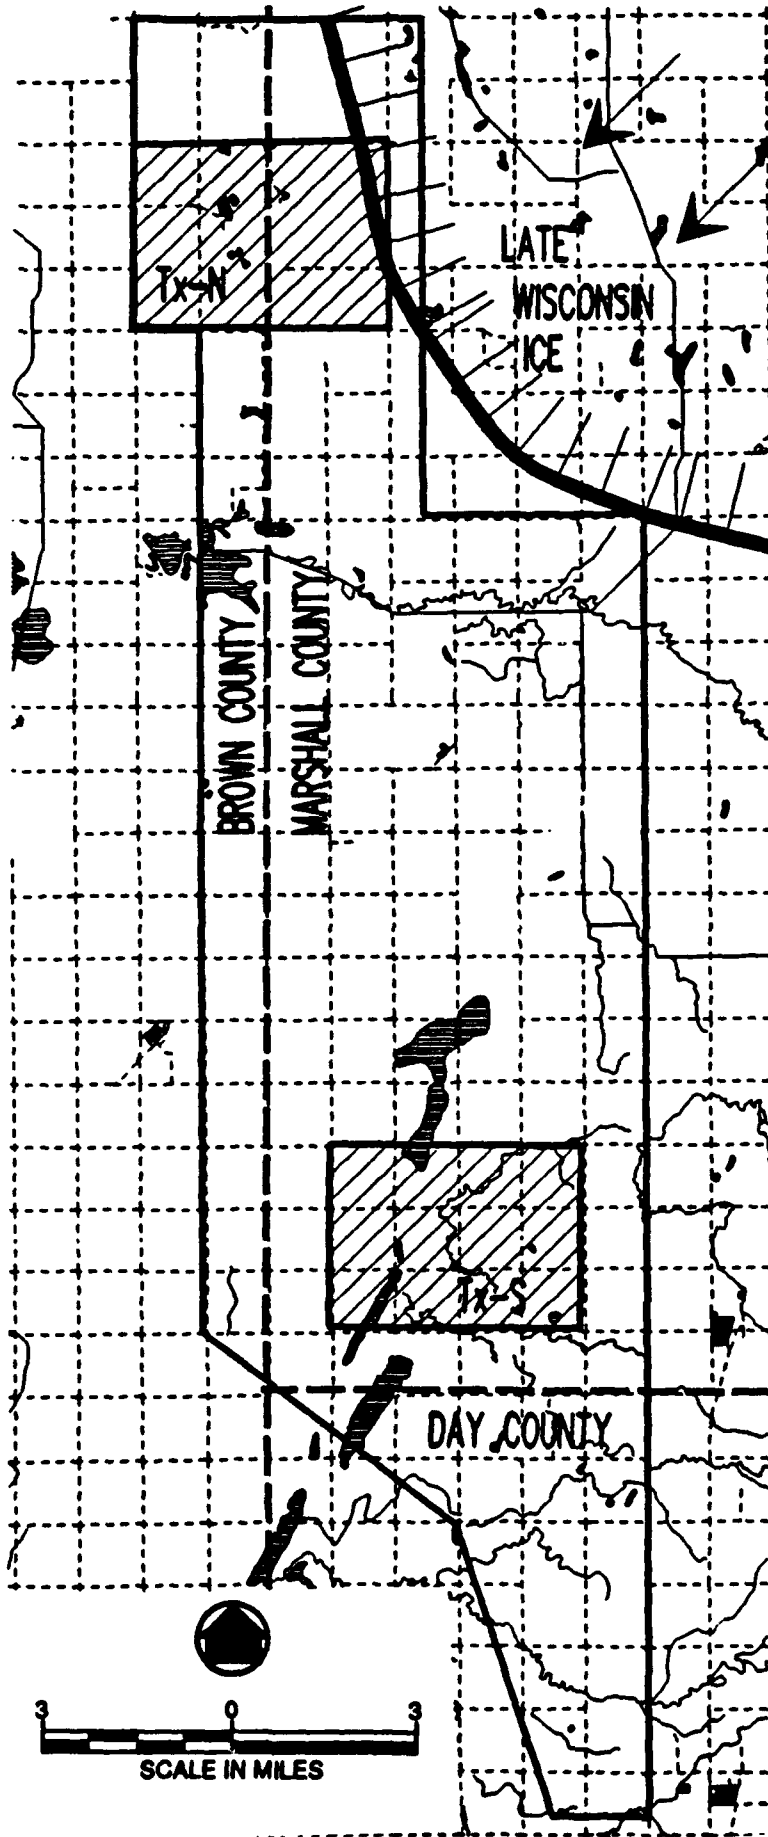 LATE
WISCONSIN
ICE
Tx-N
BROWN COUNTY
MARSHALL COUNTY
Tx-S
DAY COUNTY
3 0 3
SCALE IN MILES